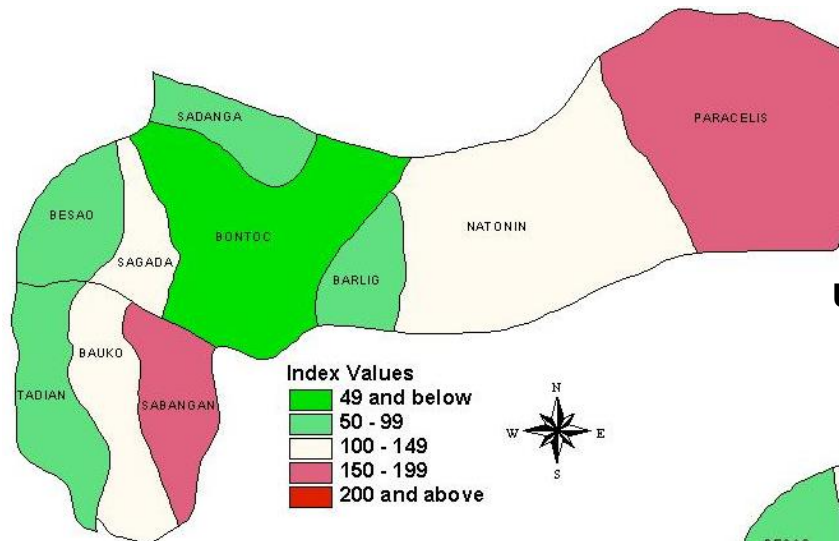 SADANGA
PARACELIS
BESAO
BONTOC
NATONIN
SAGADA
BARLIG
BAUKO
TADIAN
SABANGAN
Index Values
49 and below
50 - 99
100 - 149
150 - 199
200 and above
N
W E
S